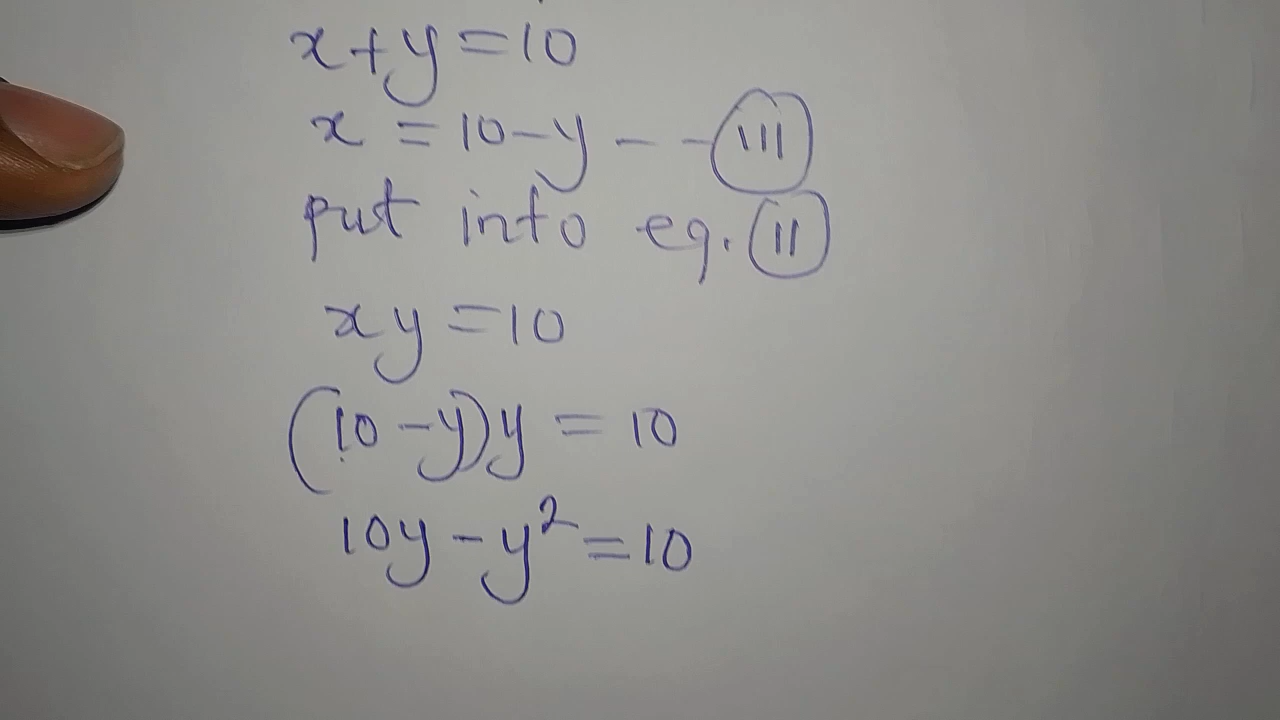 x+y=10
x = 10-y - - (III)
put into eq. (II)
xy=10
(10-y)y = 10
10y-y²=10